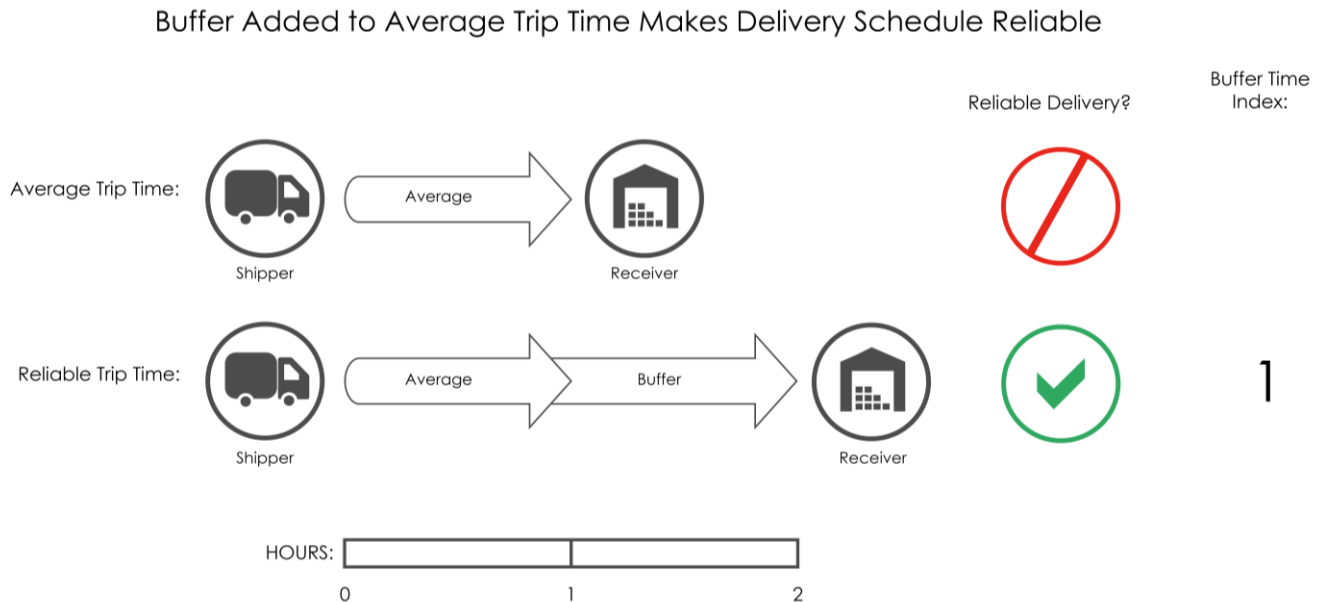 Buffer Added to Average Trip Time Makes Delivery Schedule Reliable
Buffer Time
Index:
Reliable Delivery?
Average Trip Time:
Average
Shipper
Receiver
Reliable Trip Time:
Average
Buffer
1
Shipper
Receiver
HOURS:
0
1
2